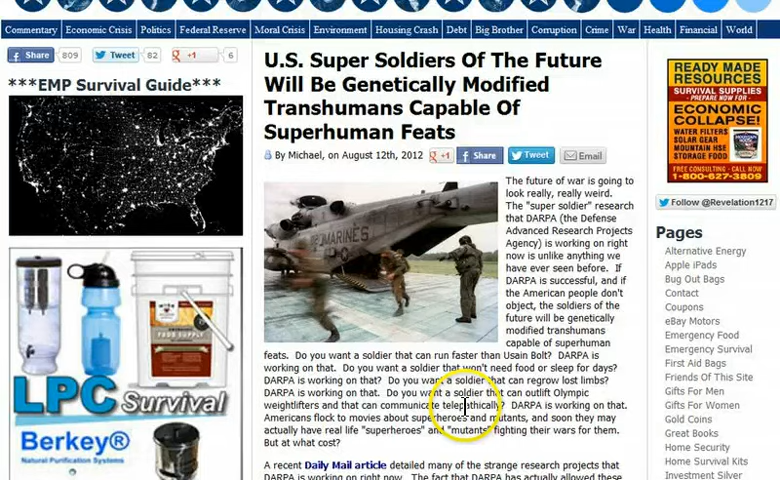 Commentary Economic Crisis Politics Federal Reserve Moral Crisis Environment Housing Crash Debt Big Brother Corruption Crime War Health Financial World
Share 809 Tweet 82 +1 6
***EMP Survival Guide***
LPC Survival
Berkey®
Natural Purification Systems
U.S. Super Soldiers Of The Future
Will Be Genetically Modified
Transhumans Capable Of
Superhuman Feats
By Michael, on August 12th, 2012 +1 Share Tweet Email
MARINES
The future of war is going to
look really, really weird.
The "super soldier" research
that DARPA (the Defense
Advanced Research Projects
Agency) is working on right
now is unlike anything we
have ever seen before. If
DARPA is successful, and if
the American people don't
object, the soldiers of the
future will be genetically
modified transhumans
capable of superhuman
feats. Do you want a soldier that can run faster than Usain Bolt? DARPA is
working on that. Do you want a soldier that won't need food or sleep for days?
DARPA is working on that? Do you want a soldier that can regrow lost limbs?
DARPA is working on that. Do you want a soldier that can outlift Olympic
weightlifters and that can communicate telepathically? DARPA is working on that.
Americans flock to movies about superheroes and mutants, and soon they may
actually have real life "superheroes" and "mutants" fighting their wars for them.
But at what cost?
A recent Daily Mail article detailed many of the strange research projects that
DARPA is working on right now. The fact that DARPA has actually allowed these
READY MADE
RESOURCES
SURVIVAL SUPPLIES
- PREPARE NOW FOR -
ECONOMIC
COLLAPSE!
WATER FILTERS
SOLAR GEAR
MOUNTAIN HSE
STORAGE FOOD
FREE CONSULTING - CALL NOW
1-800-627-3809
Follow @Revelation1217
Pages
Alternative Energy
Apple iPads
Bug Out Bags
Contact
Coupons
eBay Motors
Emergency Food
Emergency Survival
First Aid Bags
Friends Of This Site
Gifts For Men
Gifts For Women
Gold Coins
Great Books
Home Security
Home Survival Kits
Investment Silver